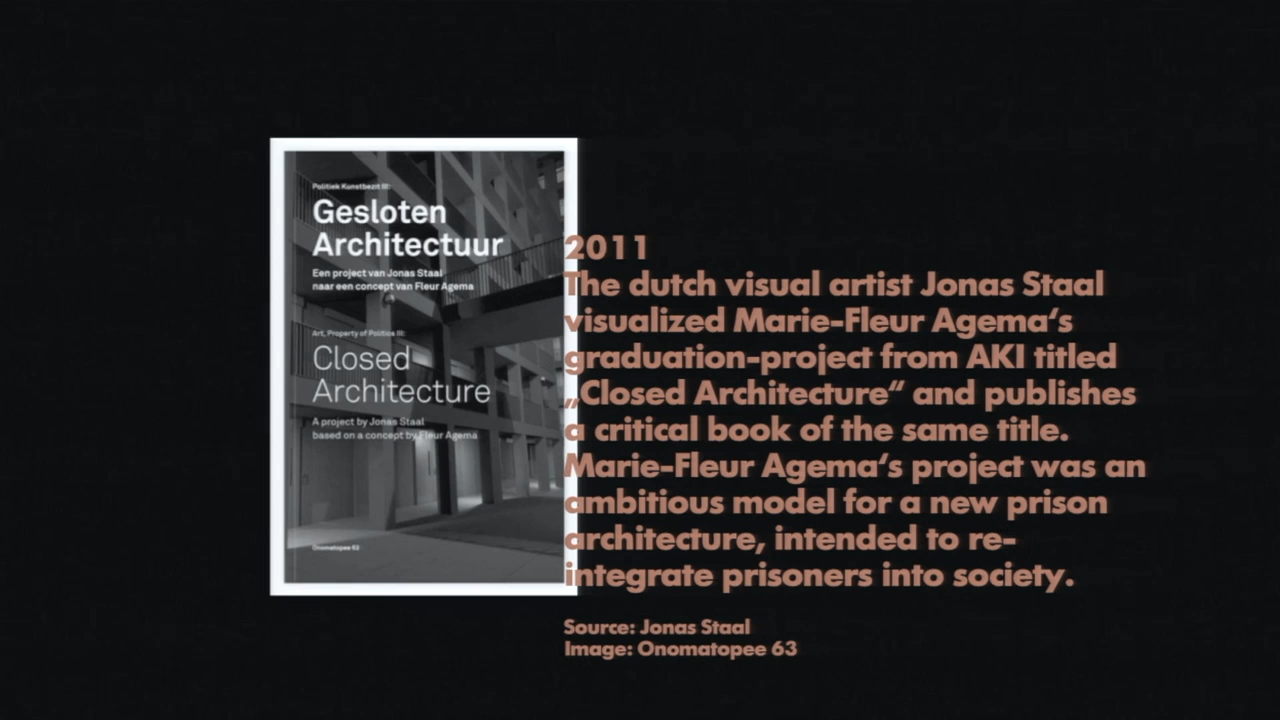 Politiek Kunstbezit III:
Gesloten
Architectuur
Een project van Jonas Staal
naar een concept van Fleur Agema
Art, Property of Politics III:
Closed
Architecture
A project by Jonas Staal
based on a concept by Fleur Agema
Onomatopee 63
2011
The dutch visual artist Jonas Staal
visualized Marie-Fleur Agema‘s
graduation-project from AKI titled
„Closed Architecture“ and publishes
a critical book of the same title.
Marie-Fleur Agema‘s project was an
ambitious model for a new prison
architecture, intended to re-
integrate prisoners into society.
Source: Jonas Staal
Image: Onomatopee 63